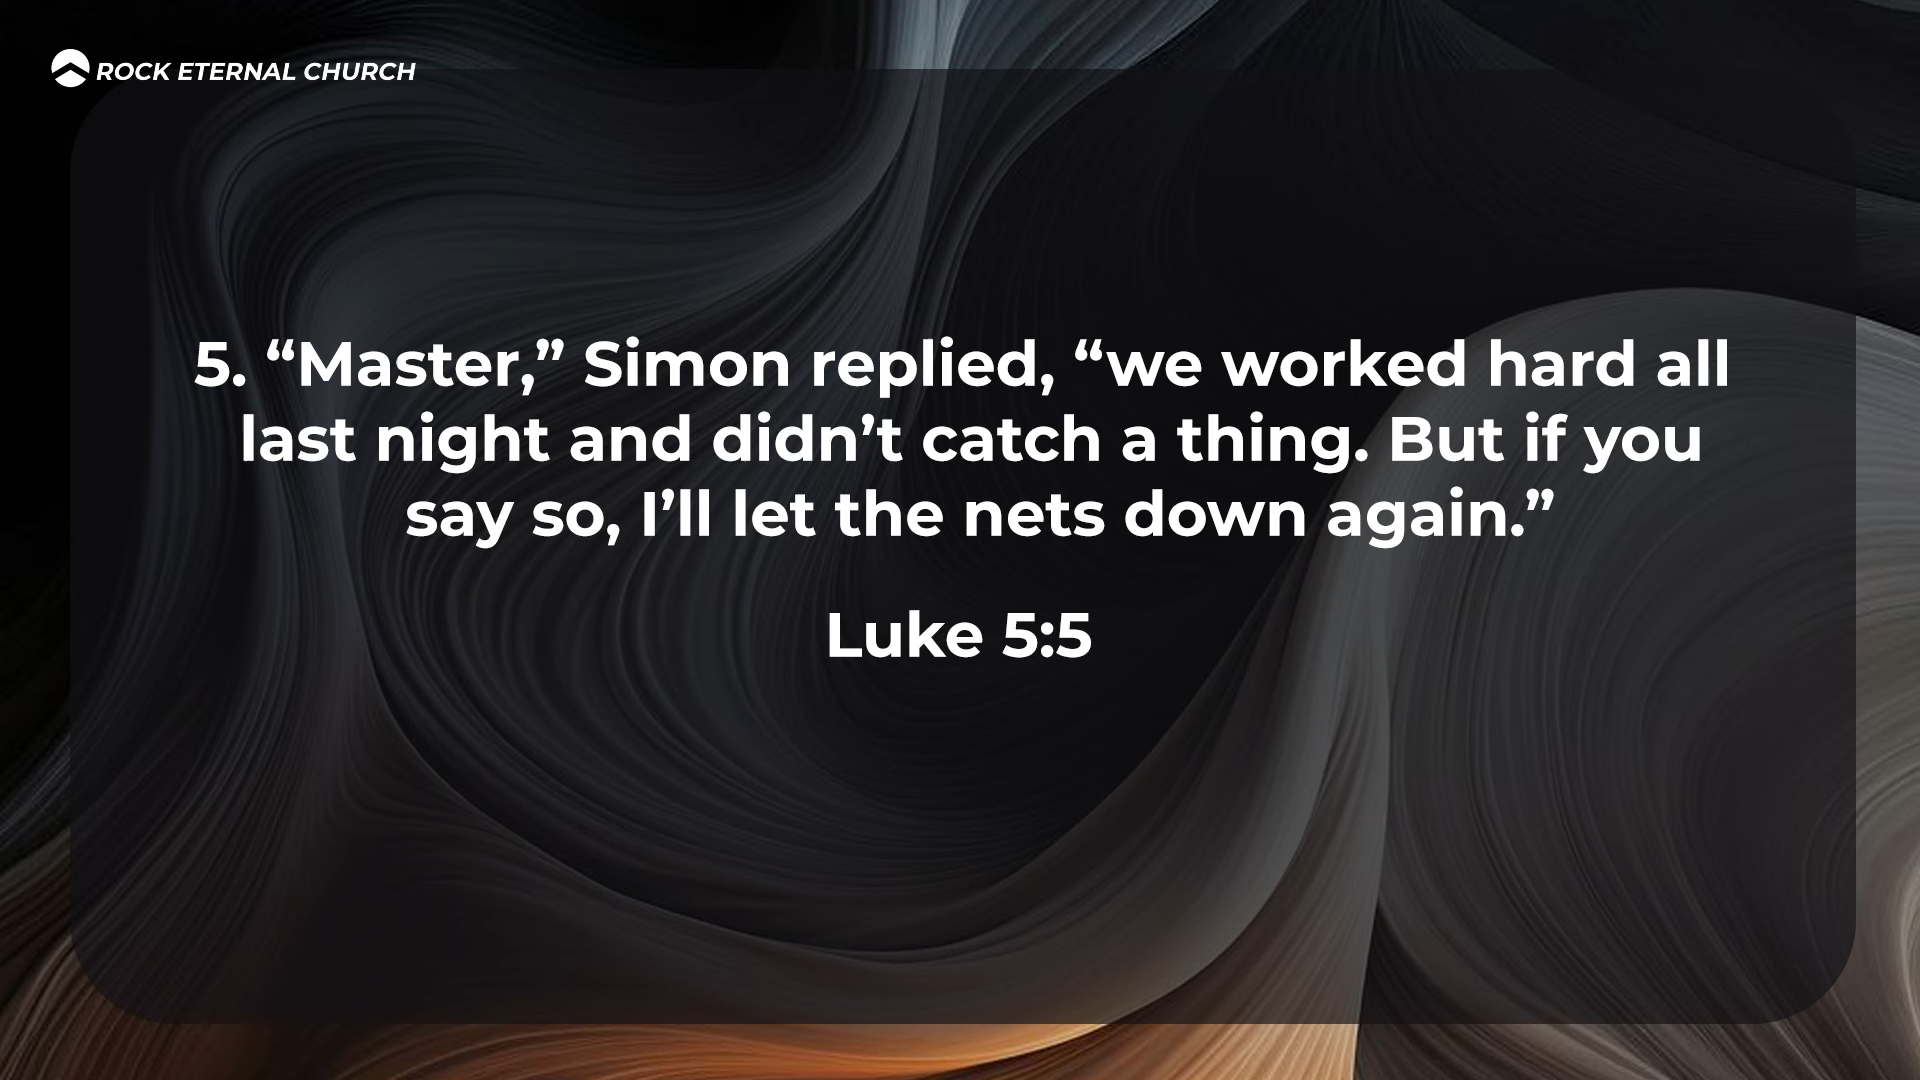 ROCK ETERNAL CHURCH
5. “Master,” Simon replied, “we worked hard all
last night and didn’t catch a thing. But if you
say so, I’ll let the nets down again.”
Luke 5:5